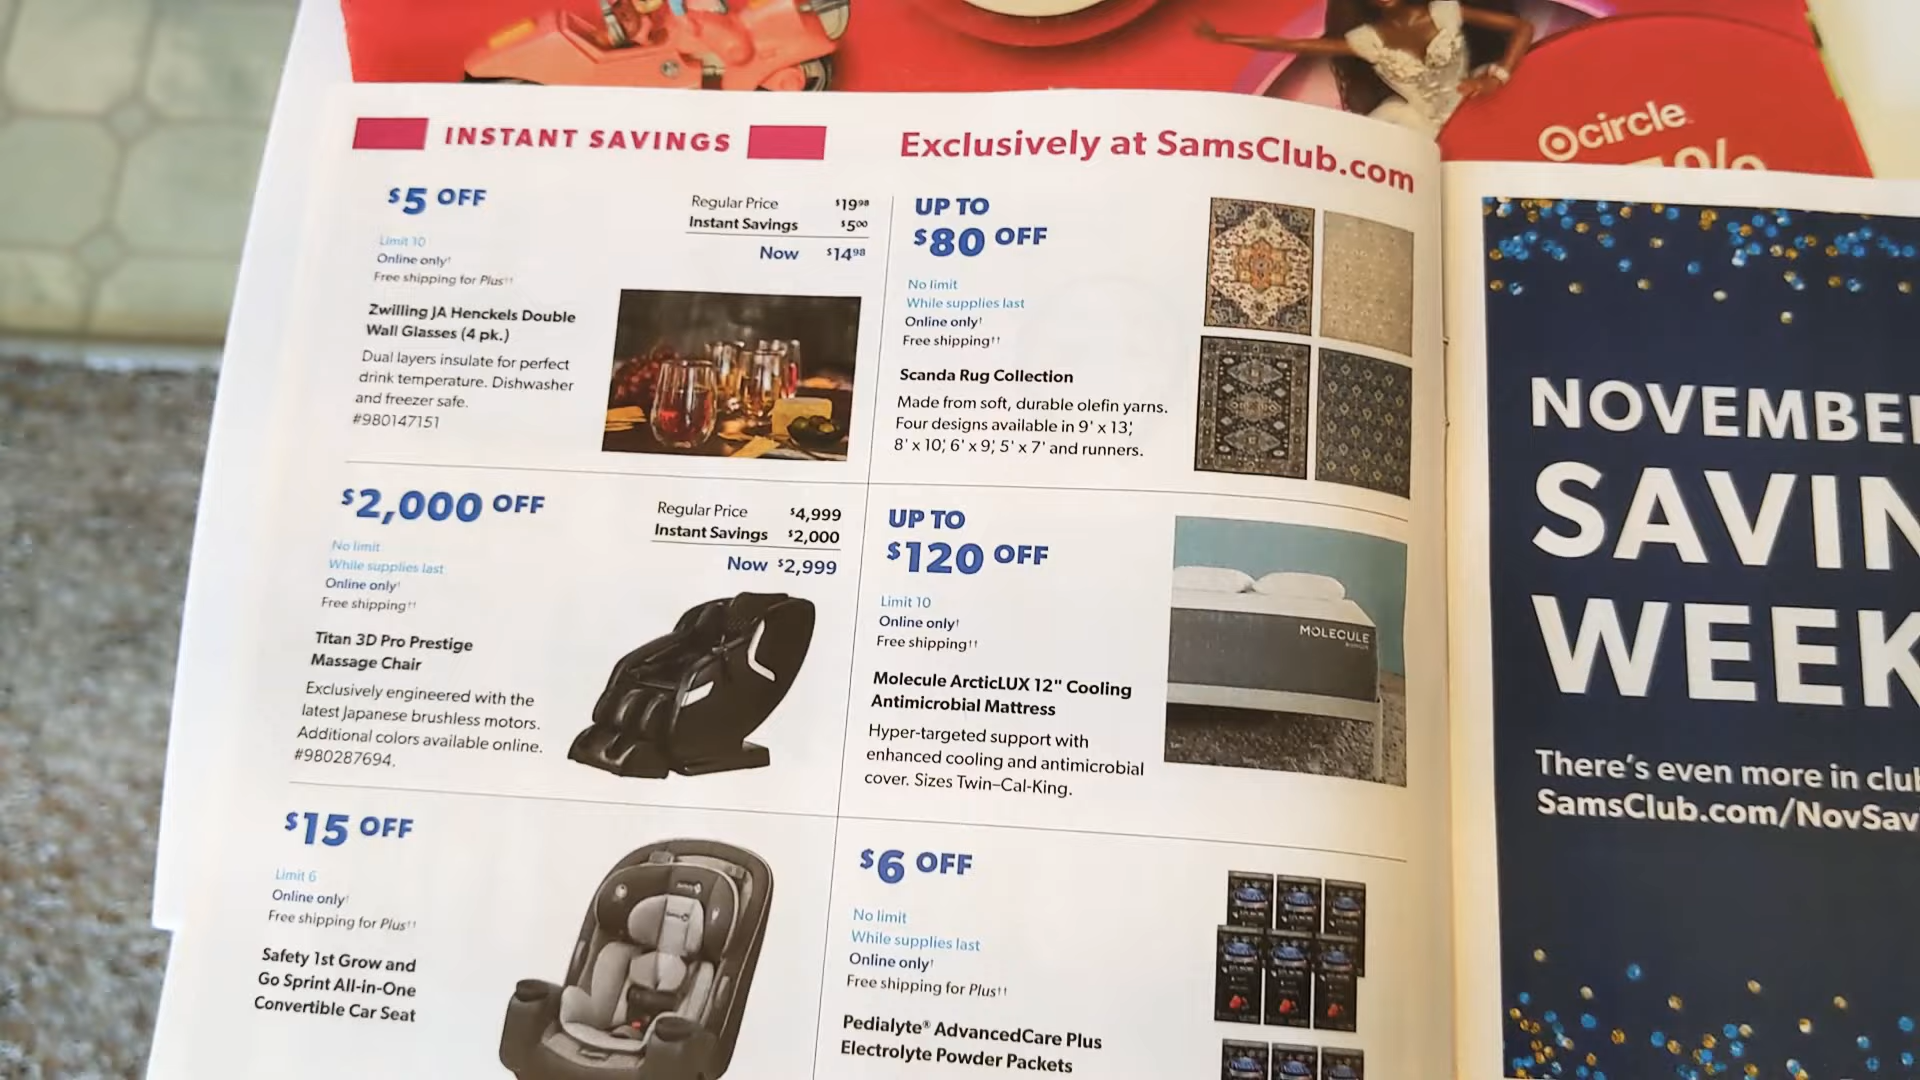 circle
INSTANT SAVINGS
Exclusively at SamsClub.com
$5 OFF
Limit 10
Online only†
Free shipping for Plus††
Regular Price $19.98
Instant Savings $5.00
Now $14.98
Zwilling JA Henckels Double
Wall Glasses (4 pk.)
Dual layers insulate for perfect
drink temperature. Dishwasher
and freezer safe.
#980147151
UP TO
$80 OFF
No limit
While supplies last
Online only†
Free shipping††
Scanda Rug Collection
Made from soft, durable olefin yarns.
Four designs available in 9' x 13',
8' x 10', 6' x 9', 5' x 7' and runners.
$2,000 OFF
No limit
While supplies last
Online only†
Free shipping††
Regular Price $4,999
Instant Savings $2,000
Now $2,999
Titan 3D Pro Prestige
Massage Chair
Exclusively engineered with the
latest Japanese brushless motors.
Additional colors available online.
#980287694.
UP TO
$120 OFF
Limit 10
Online only†
Free shipping††
MOLECULE
Molecule ArcticLUX 12" Cooling
Antimicrobial Mattress
Hyper-targeted support with
enhanced cooling and antimicrobial
cover. Sizes Twin–Cal-King.
$15 OFF
Limit 6
Online only†
Free shipping for Plus††
Safety 1st Grow and
Go Sprint All-in-One
Convertible Car Seat
$6 OFF
No limit
While supplies last
Online only†
Free shipping for Plus††
Pedialyte® AdvancedCare Plus
Electrolyte Powder Packets
NOVEMBE
SAVIN
WEEK
There's even more in clu
SamsClub.com/NovSav